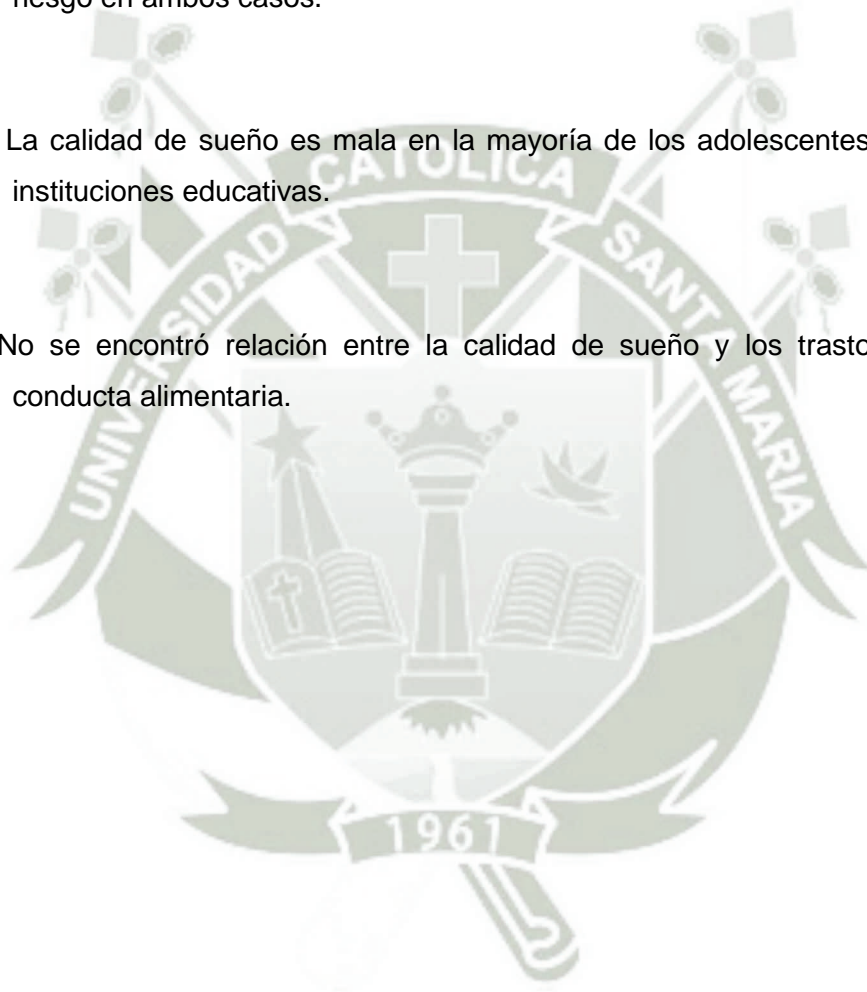 riesgo en ambos casos.
La calidad de sueño es mala en la mayoría de los adolescentes
instituciones educativas.
No se encontró relación entre la calidad de sueño y los trasto
conducta alimentaria.
UNIVERSIDAD CATOLICA SANTA MARIA
1961